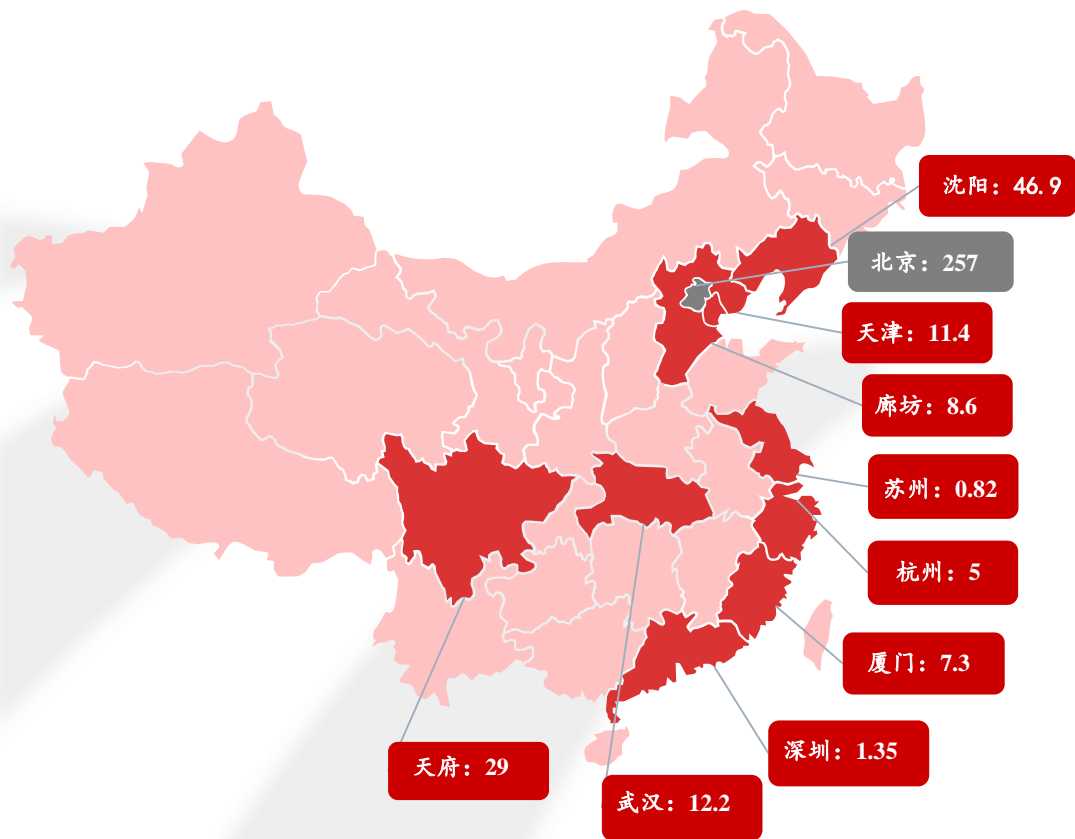 沈阳：46.9
北京：257
天津：11.4
廊坊：8.6
苏州：0.82
杭州：5
厦门：7.3
深圳：1.35
天府：29
武汉：12.2